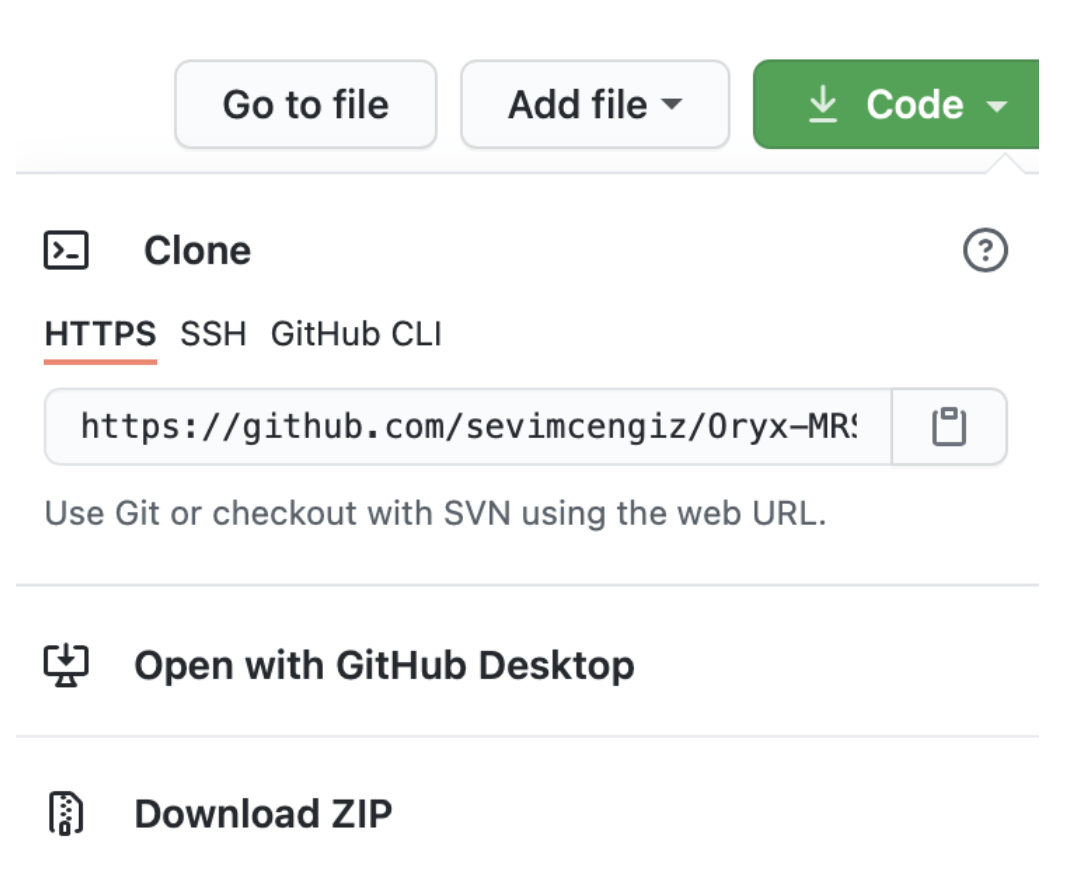 Go to file Add file Code
Clone
HTTPS SSH GitHub CLI
https://github.com/sevimcengiz/Oryx-MR
Use Git or checkout with SVN using the web URL.
Open with GitHub Desktop
Download ZIP